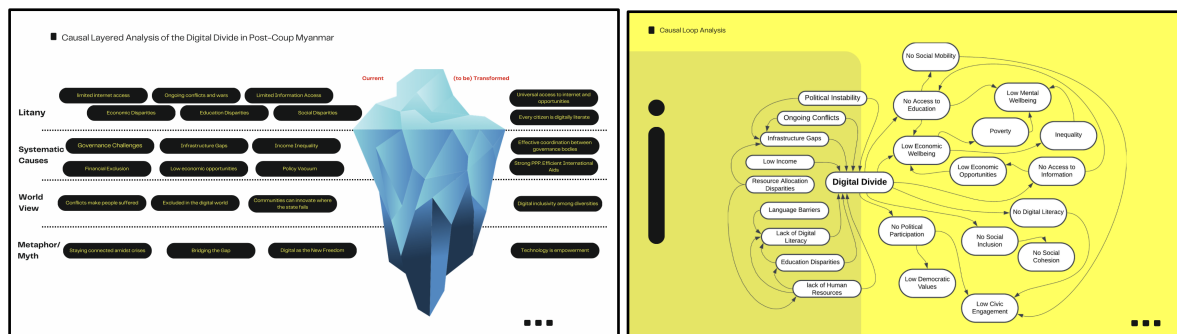 Causal Layered Analysis of the Digital Divide in Post-Coup Myanmar
Current
(to be) Transformed
Litany
limited internet access
Ongoing conflicts and wars
Limited Information Access
Economic Disparities
Education Disparities
Social Disparities
Universal access to internet and
opportunities
Every citizen is digitally literate
Systematic
Causes
Governance Challenges
Infrastructure Gaps
Income Inequality
Financial Exclusion
Low economic opportunities
Policy Vacuum
Effective coordination between
governance bodies
Strong PPP, Efficient International
Aids
World
View
Conflicts make people suffered
Excluded in the digital world
Communities can innovate where
the state fails
Digital inclusivity among diversities
Metaphor/
Myth
Staying connected amidst crises
Bridging the Gap
Digital as the New Freedom
Technology is empowerment
Causal Loop Analysis
Political Instability
Ongoing Conflicts
Infrastructure Gaps
Low Income
Resource Allocation
Disparities
Language Barriers
Lack of Digital
Literacy
Education Disparities
lack of Human
Resources
Digital Divide
No Social Mobility
No Access to
Education
Low Mental
Wellbeing
Poverty
Inequality
Low Economic
Wellbeing
Low Economic
Opportunities
No Access to
Information
No Digital Literacy
No Political
Participation
No Social
Inclusion
No Social
Cohesion
Low Democratic
Values
Low Civic
Engagement